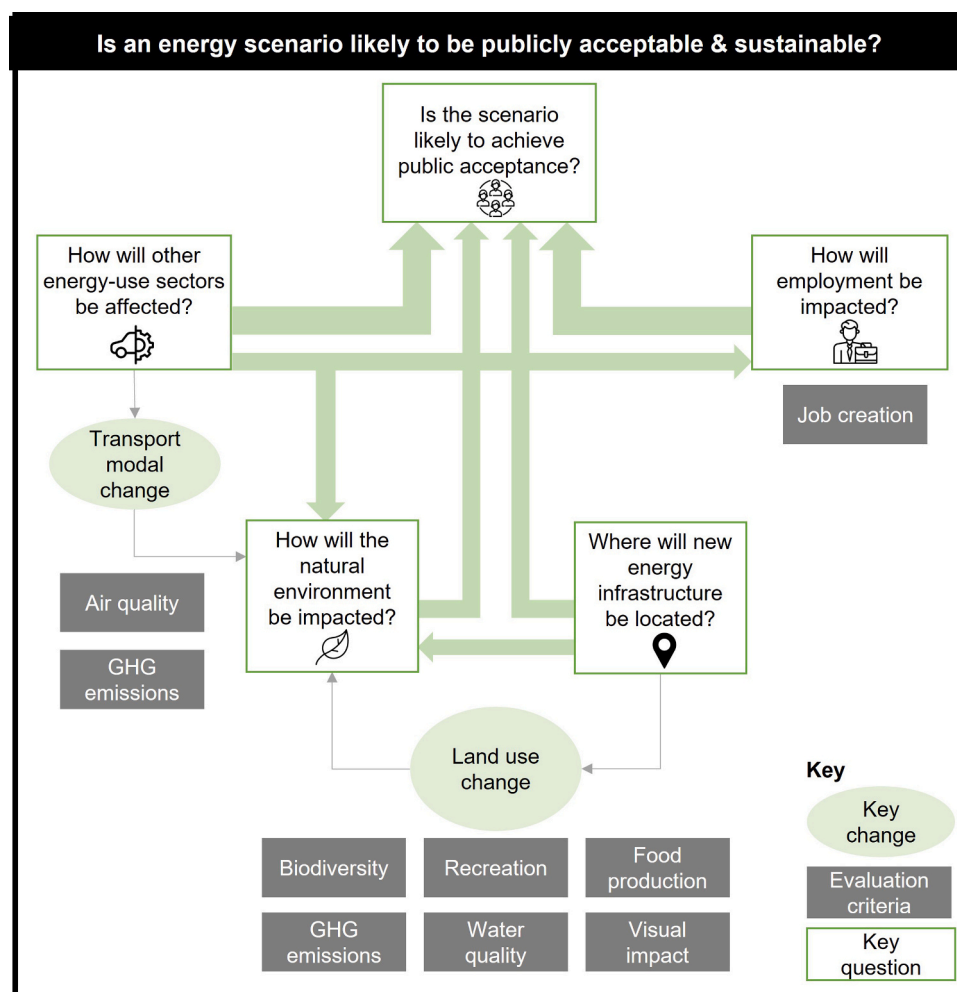 Is an energy scenario likely to be publicly acceptable & sustainable?
Is the scenario
likely to achieve
public acceptance?
How will other
energy-use sectors
be affected?
How will
employment be
impacted?
Job creation
Transport
modal
change
How will the
natural
environment
be impacted?
Where will new
energy
infrastructure
be located?
Air quality
GHG
emissions
Land use
change
Biodiversity
Recreation
Food
production
GHG
emissions
Water
quality
Visual
impact
Key
Key
change
Evaluation
criteria
Key
question